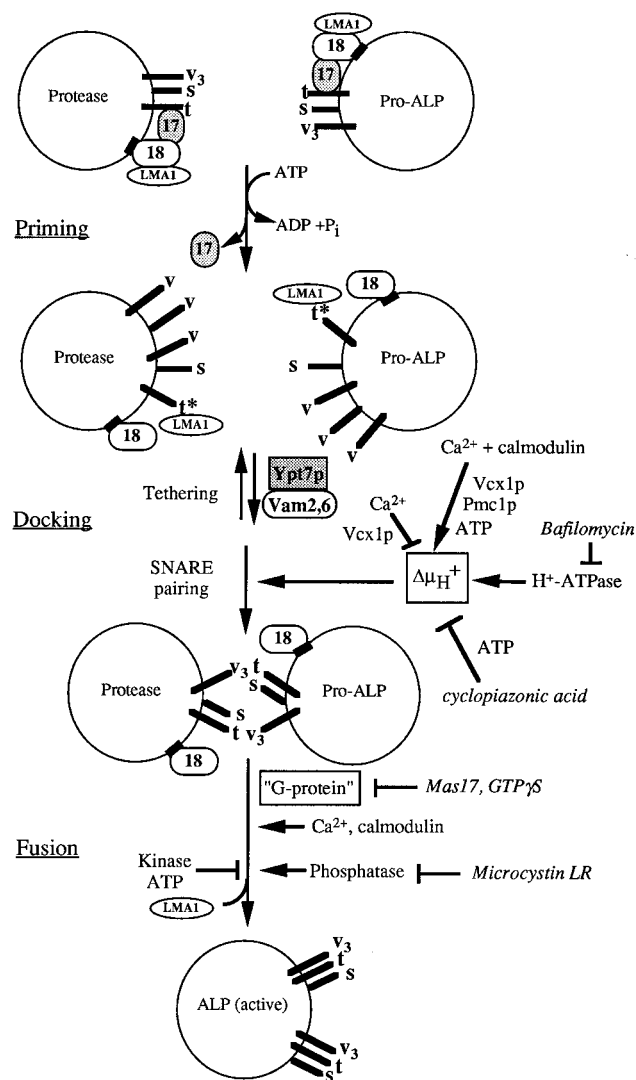 LMA1
18
17
t
s
v3
Pro-ALP
Protease
v3
s
t
17
18
LMA1
ATP
ADP +Pi
17
Priming
v
v
v
s
t*
LMA1
18
Protease
LMA1
18
t*
s
v
v
v
Pro-ALP
Tethering
Ypt7p
Vam2,6
Docking
SNARE
pairing
Ca2+ + calmodulin
Vcx1p
Pmc1p
ATP
Ca2+
Vcx1p
Bafilomycin
ΔμH+
H+-ATPase
ATP
cyclopiazonic acid
18
Protease
v3 t
s
s
t v3
Pro-ALP
18
"G-protein"
Mas17, GTPγS
Ca2+, calmodulin
Fusion
Kinase
ATP
LMA1
Phosphatase
Microcystin LR
ALP (active)
v3
t
s
v3
t
s